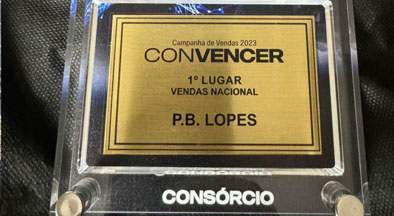 Campanha de Vendas 2023
CONVENCER
1º LUGAR
VENDAS NACIONAL
P.B. LOPES
CONSÓRCIO